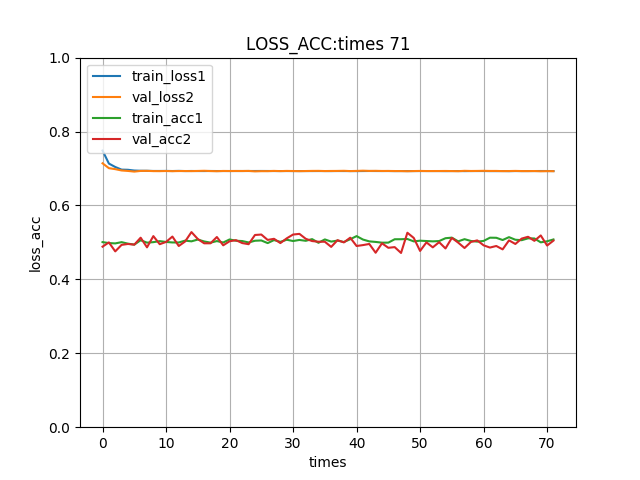 LOSS_ACC:times 71
1.0
0.8
0.6
0.4
0.2
0.0
loss_acc
train_loss1
val_loss2
train_acc1
val_acc2
0 10 20 30 40 50 60 70
times